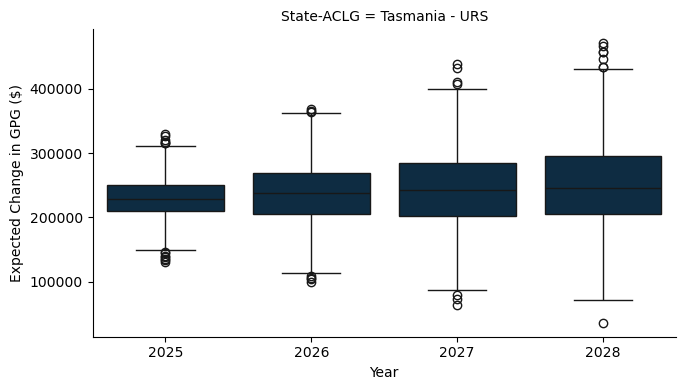 State-ACLG = Tasmania - URS
Expected Change in GPG ($)
400000
300000
200000
100000
2025 2026 2027 2028
Year